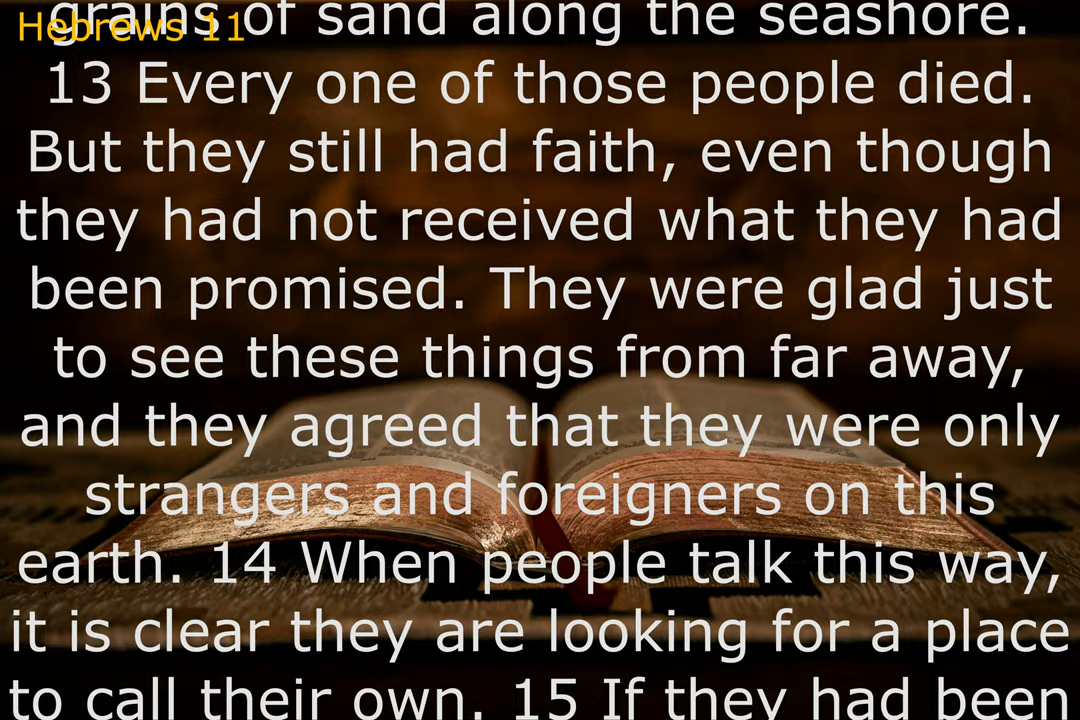 grains of sand along the seashore.
Hebrews 11
13 Every one of those people died.
But they still had faith, even though
they had not received what they had
been promised. They were glad just
to see these things from far away,
and they agreed that they were only
strangers and foreigners on this
earth. 14 When people talk this way,
it is clear they are looking for a place
to call their own. 15 If they had been